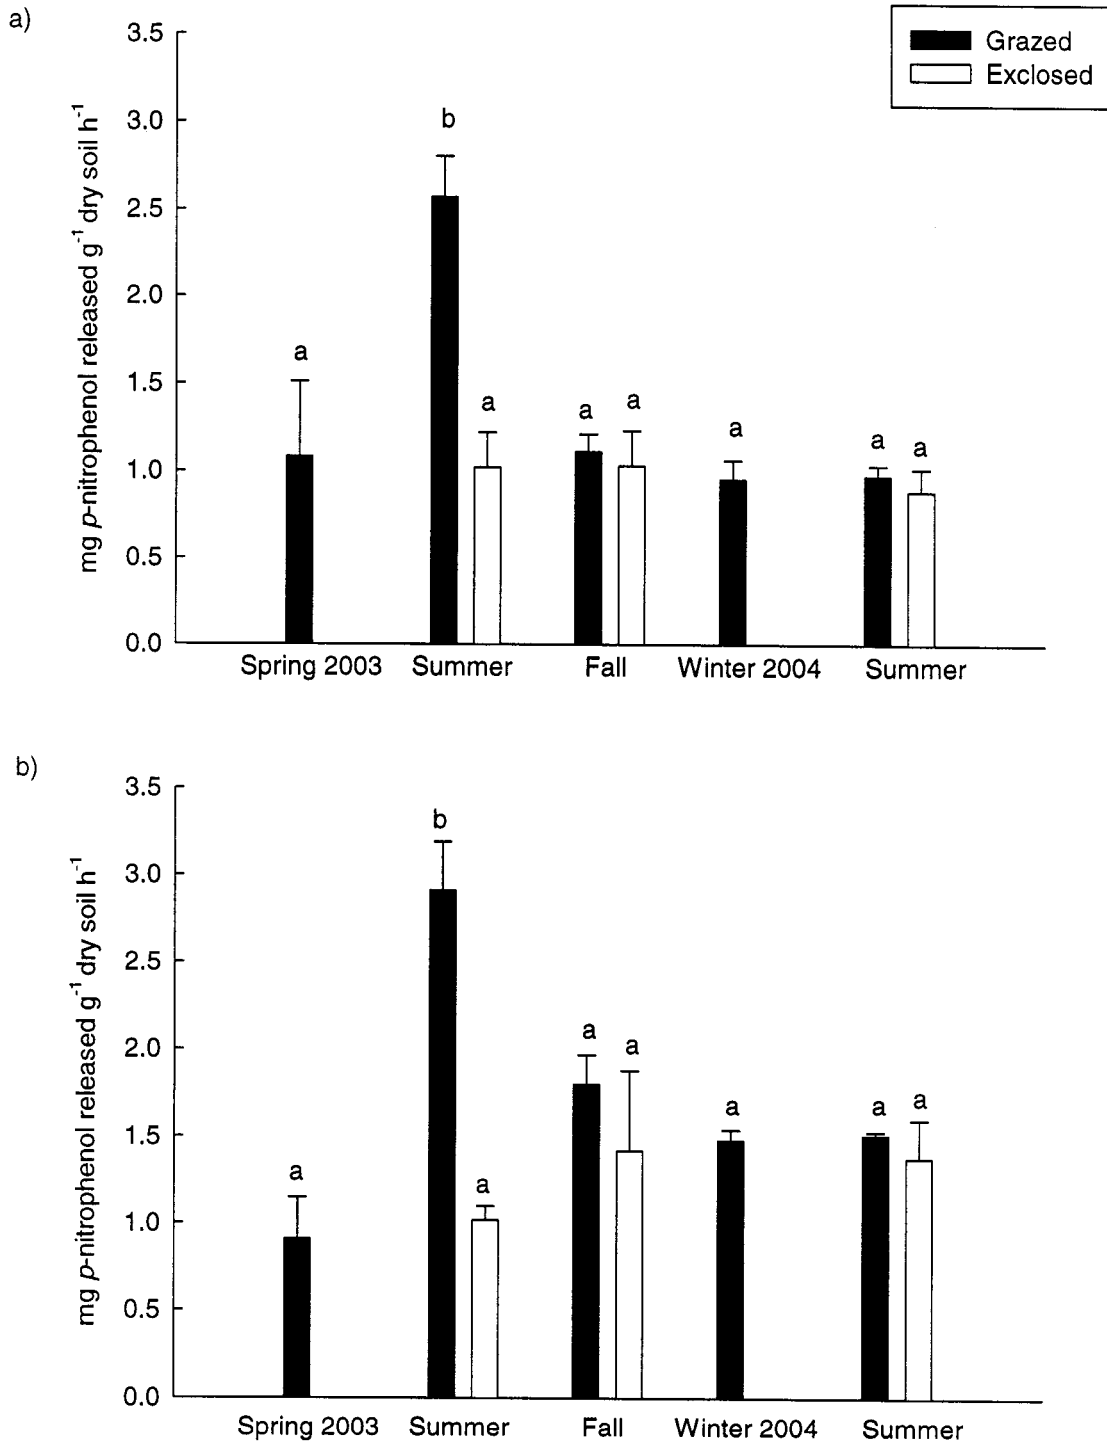 a)
Grazed
Exclosed
mg p-nitrophenol released g⁻¹ dry soil h⁻¹
3.5
3.0
2.5
2.0
1.5
1.0
0.5
0.0
a
b
a
a
a
a
a
a
Spring 2003 Summer Fall Winter 2004 Summer
b)
mg p-nitrophenol released g⁻¹ dry soil h⁻¹
3.5
3.0
2.5
2.0
1.5
1.0
0.5
0.0
a
b
a
a
a
a
a
a
Spring 2003 Summer Fall Winter 2004 Summer